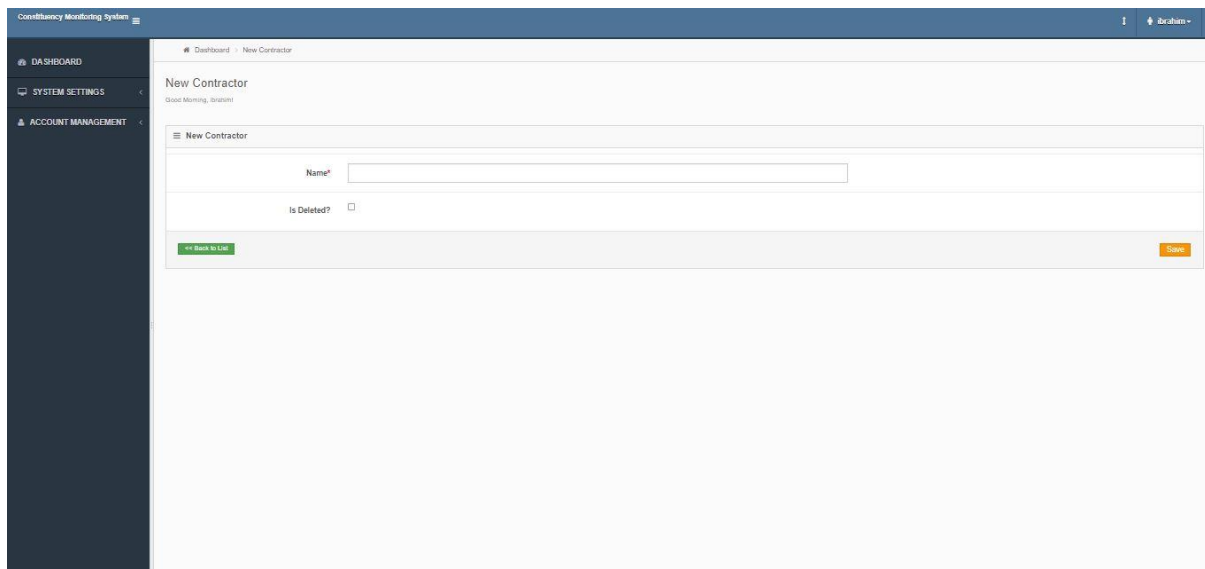 Constituency Monitoring System
ibrahim
DASHBOARD
SYSTEM SETTINGS
ACCOUNT MANAGEMENT
Dashboard > New Contractor
New Contractor
Good Morning, Ibrahim!
New Contractor
Name*
Is Deleted?
<< Back to List
Save